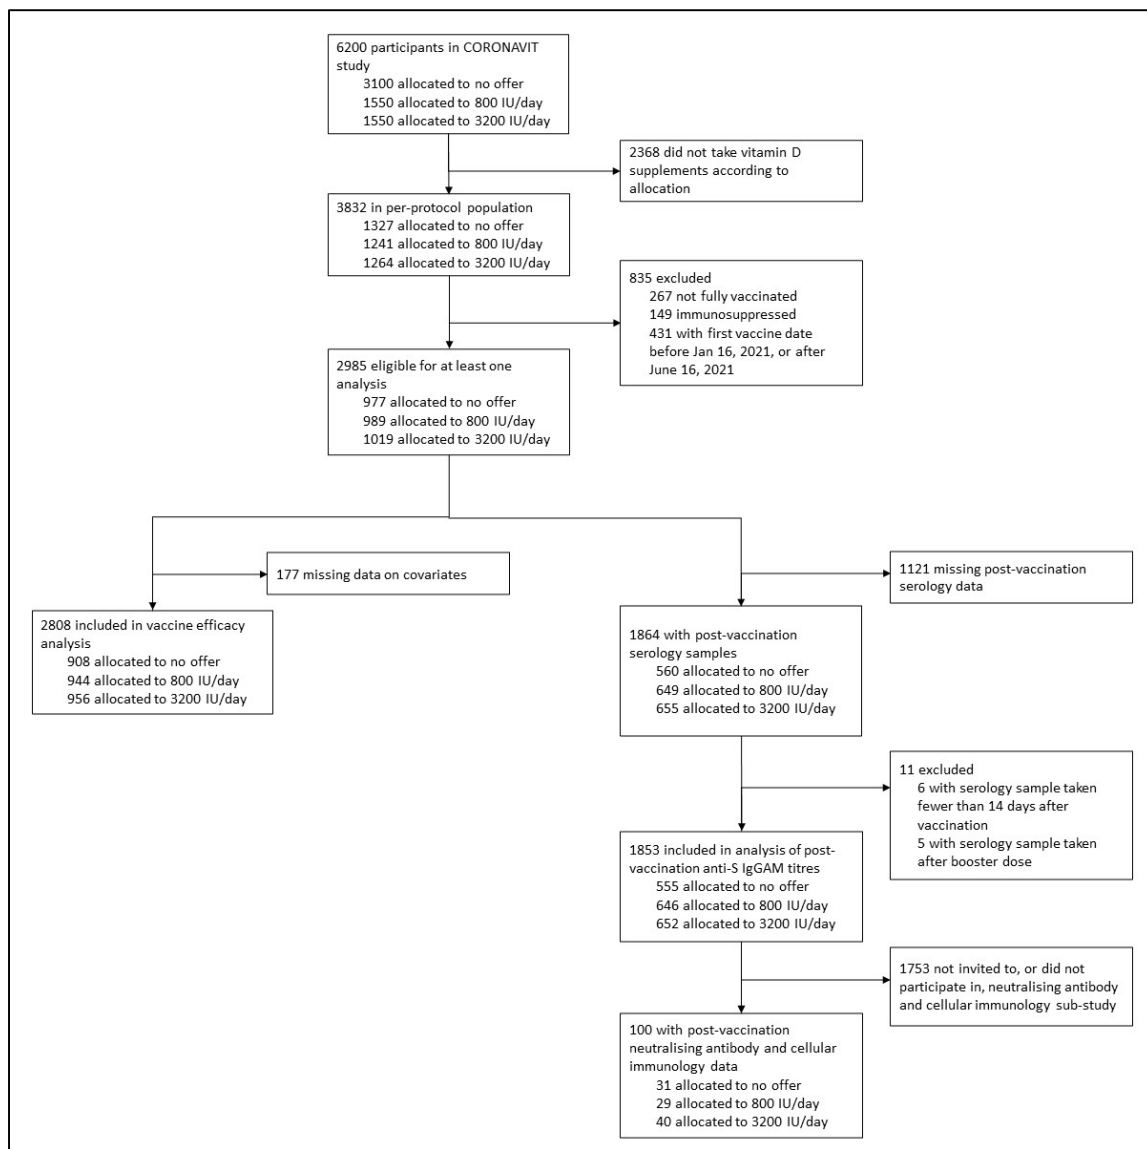 6200 participants in CORONAVIT
study
3100 allocated to no offer
1550 allocated to 800 IU/day
1550 allocated to 3200 IU/day
2368 did not take vitamin D
supplements according to
allocation
3832 in per-protocol population
1327 allocated to no offer
1241 allocated to 800 IU/day
1264 allocated to 3200 IU/day
835 excluded
267 not fully vaccinated
149 immunosuppressed
431 with first vaccine date
before Jan 16, 2021, or after
June 16, 2021
2985 eligible for at least one
analysis
977 allocated to no offer
989 allocated to 800 IU/day
1019 allocated to 3200 IU/day
177 missing data on covariates
2808 included in vaccine efficacy
analysis
908 allocated to no offer
944 allocated to 800 IU/day
956 allocated to 3200 IU/day
1121 missing post-vaccination
serology data
1864 with post-vaccination
serology samples
560 allocated to no offer
649 allocated to 800 IU/day
655 allocated to 3200 IU/day
11 excluded
6 with serology sample taken
fewer than 14 days after
vaccination
5 with serology sample taken
after booster dose
1853 included in analysis of post-
vaccination anti-S IgGAM titres
555 allocated to no offer
646 allocated to 800 IU/day
652 allocated to 3200 IU/day
1753 not invited to, or did not
participate in, neutralising antibody
and cellular immunology sub-study
100 with post-vaccination
neutralising antibody and cellular
immunology data
31 allocated to no offer
29 allocated to 800 IU/day
40 allocated to 3200 IU/day